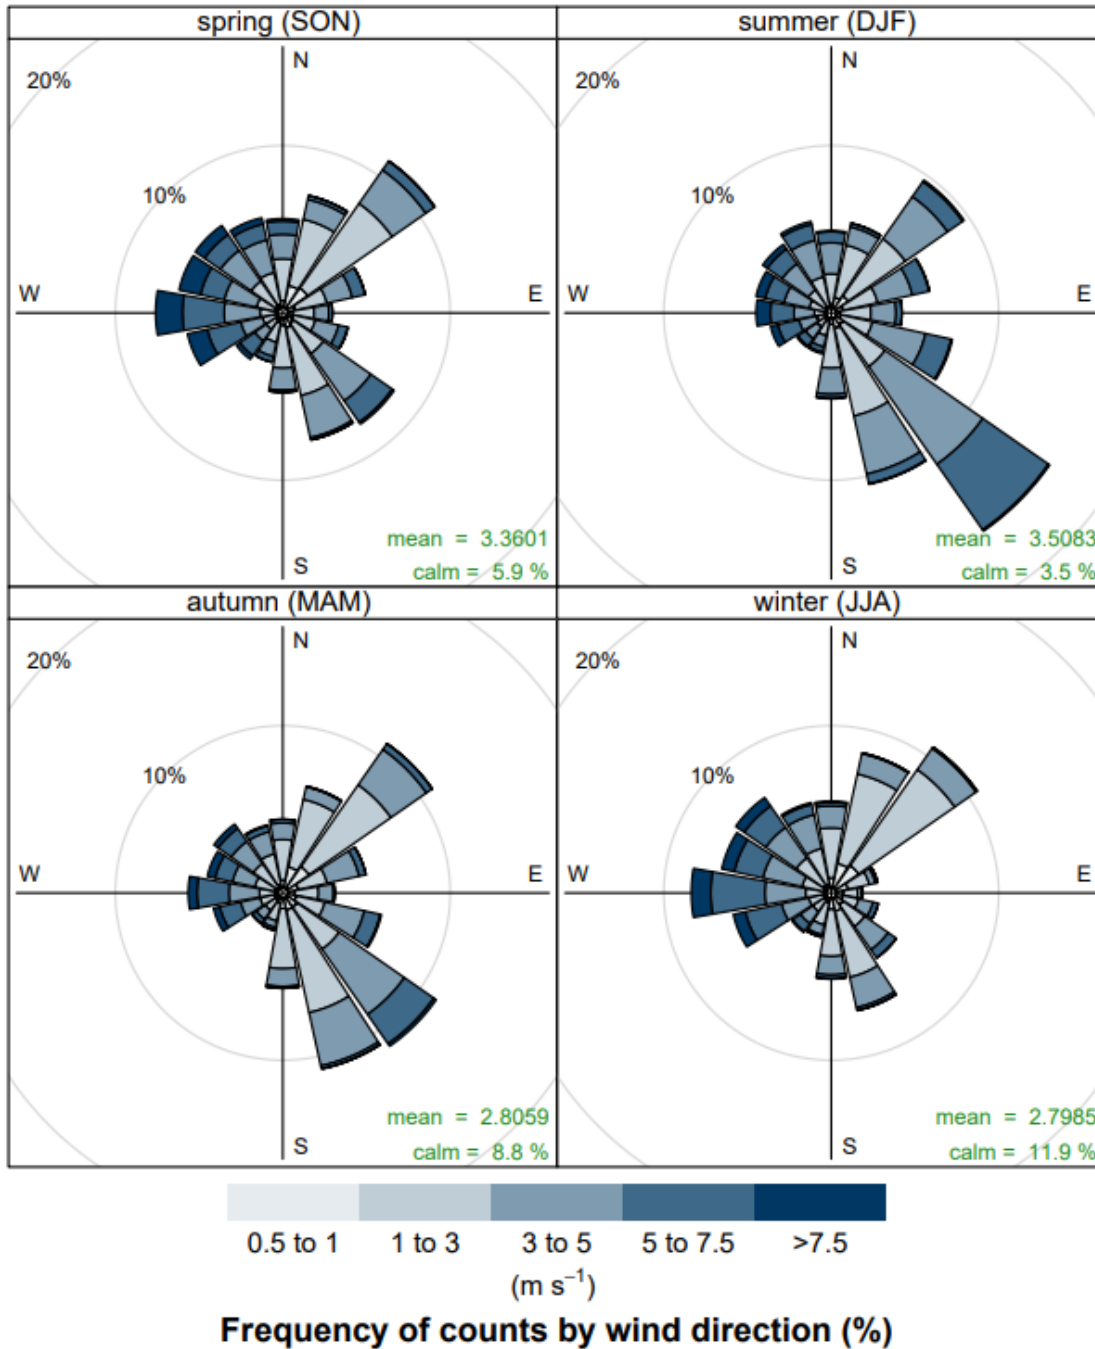 spring (SON)
summer (DJF)
N
20%
10%
W
E
S
mean = 3.3601
calm = 5.9 %
N
20%
10%
W
E
S
mean = 3.5083
calm = 3.5 %
autumn (MAM)
winter (JJA)
N
20%
10%
W
E
S
mean = 2.8059
calm = 8.8 %
N
20%
10%
W
E
S
mean = 2.7985
calm = 11.9 %
0.5 to 1 1 to 3 3 to 5 5 to 7.5 >7.5
(m s⁻¹)
Frequency of counts by wind direction (%)